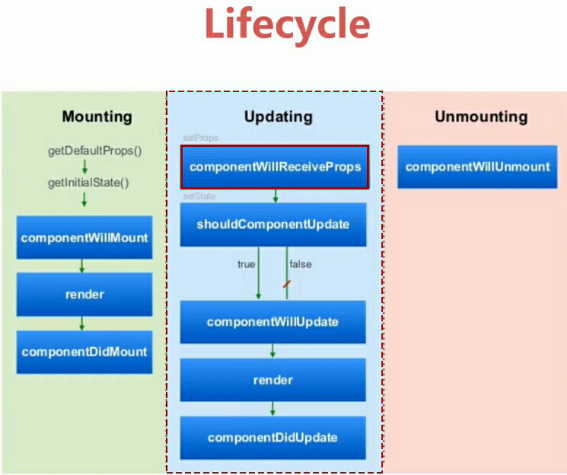 Lifecycle
Mounting
getDefaultProps()
getInitialState()
componentWillMount
render
componentDidMount
Updating
setProps
componentWillReceiveProps
setState
shouldComponentUpdate
true
false
componentWillUpdate
render
componentDidUpdate
Unmounting
componentWillUnmount